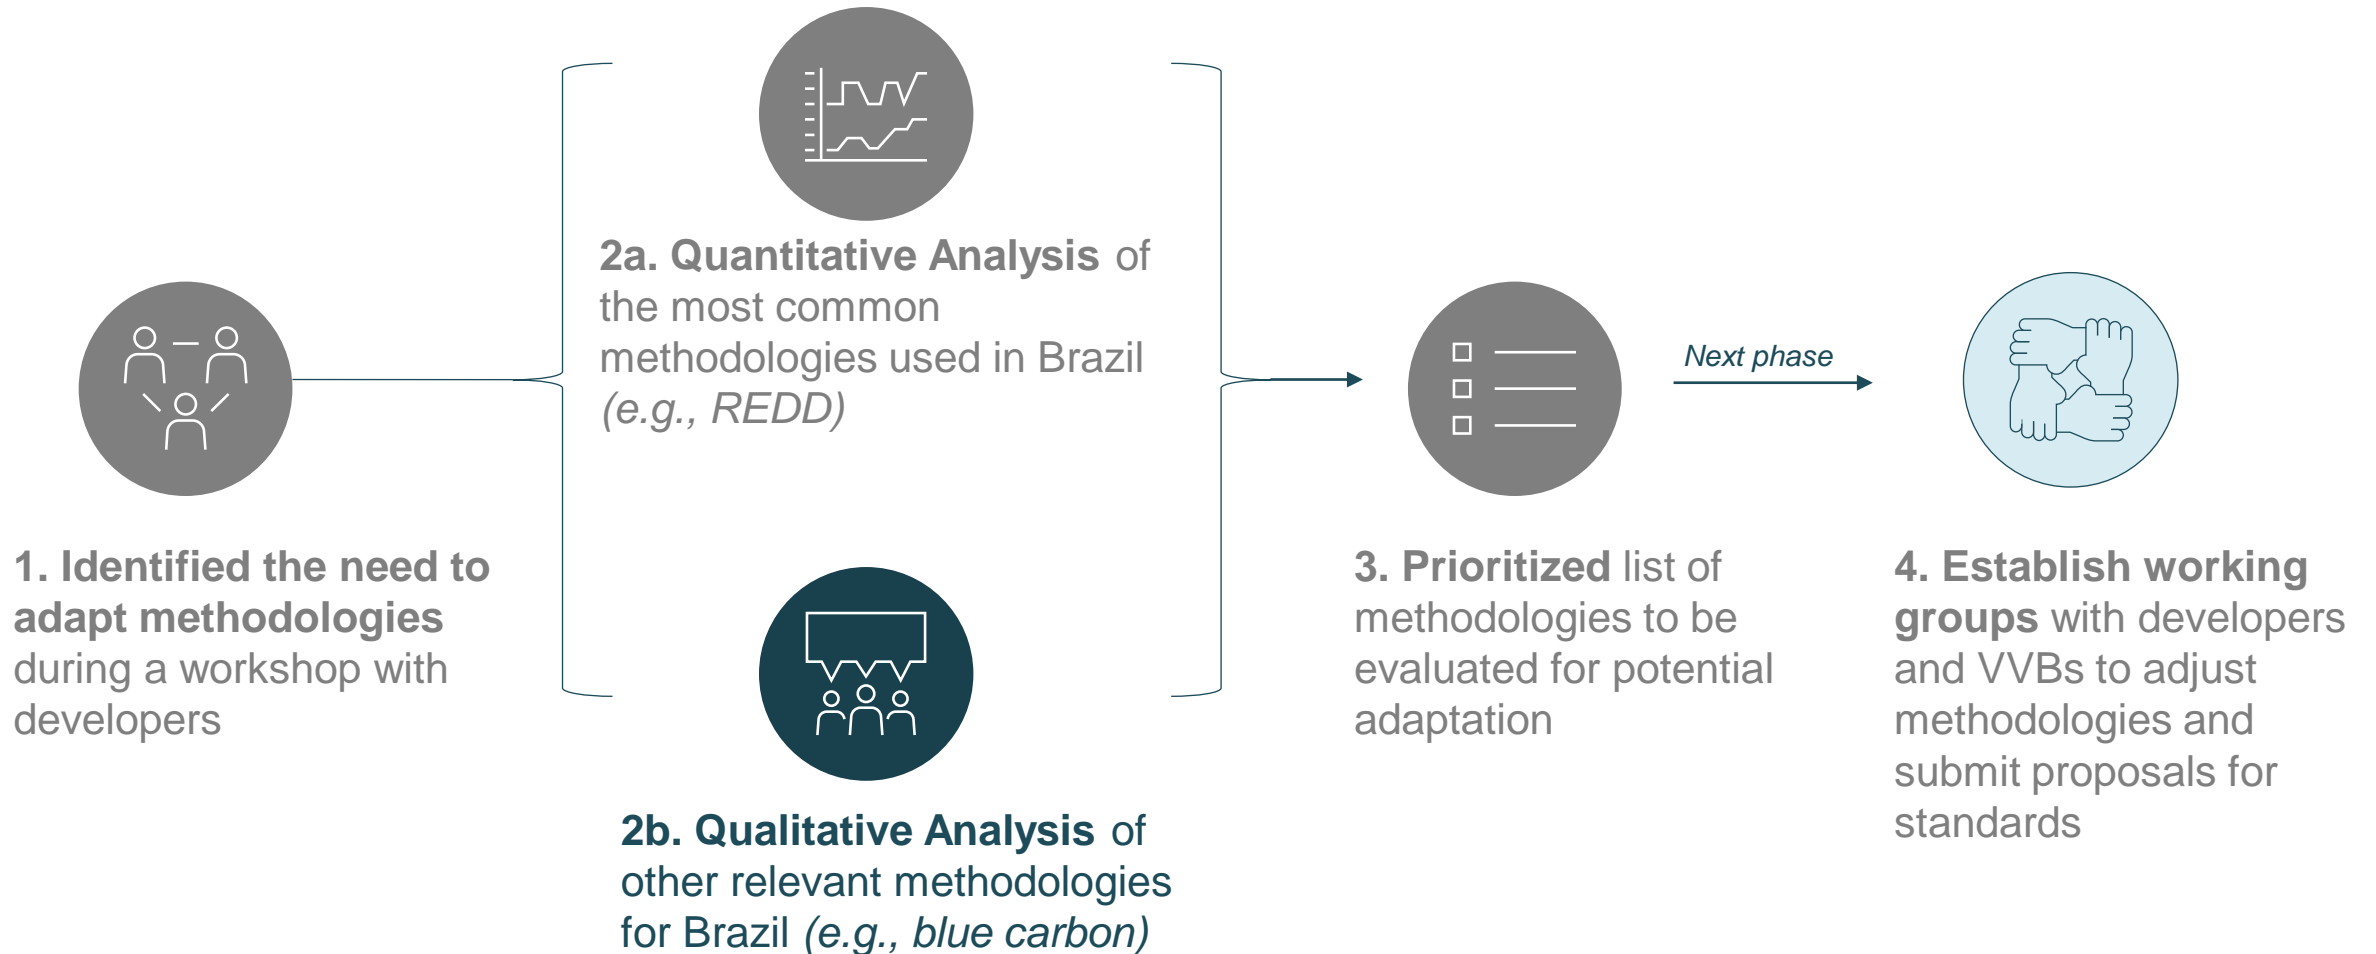 1. Identified the need to
adapt methodologies
during a workshop with
developers
2a. Quantitative Analysis of
the most common
methodologies used in Brazil
(e.g., REDD)
2b. Qualitative Analysis of
other relevant methodologies
for Brazil (e.g., blue carbon)
3. Prioritized list of
methodologies to be
evaluated for potential
adaptation
Next phase
4. Establish working
groups with developers
and VVBs to adjust
methodologies and
submit proposals for
standards